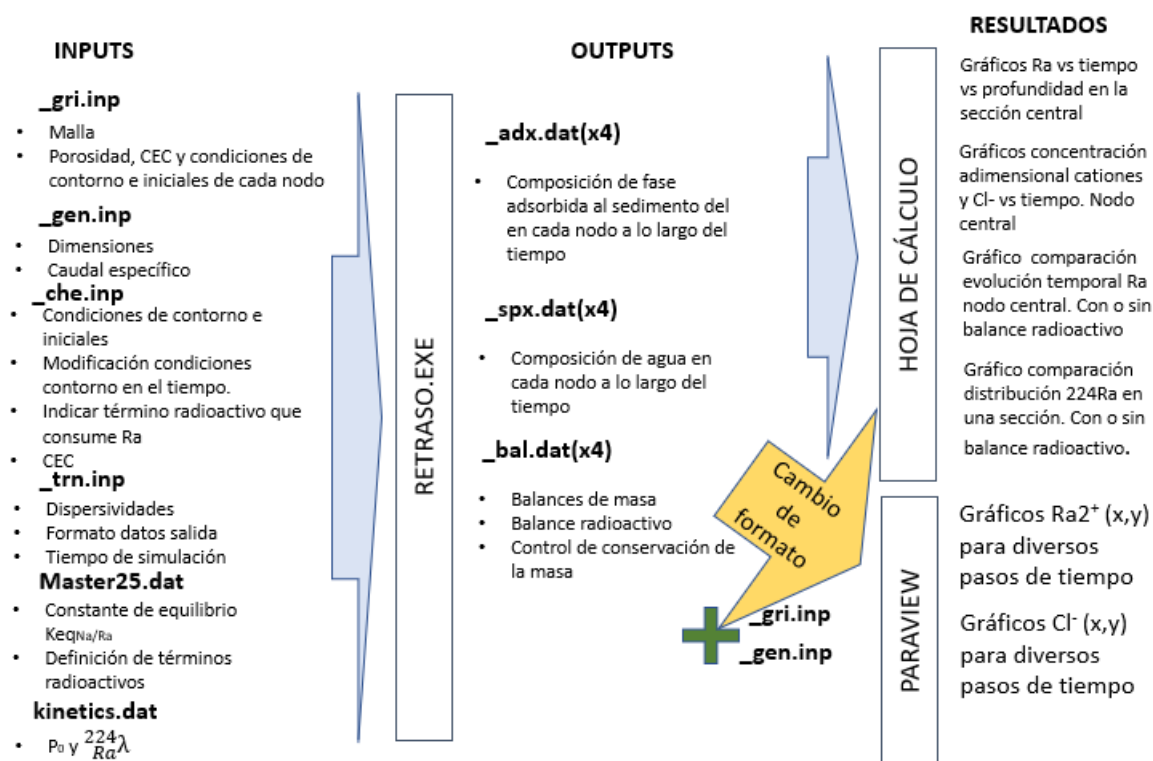 INPUTS
_gri.inp
• Malla
• Porosidad, CEC y condiciones de
contorno e iniciales de cada nodo
_gen.inp
• Dimensiones
• Caudal específico
_che.inp
• Condiciones de contorno e
iniciales
• Modificación condiciones
contorno en el tiempo.
• Indicar término radioactivo que
consume Ra
• CEC
_trn.inp
• Dispersividades
• Formato datos salida
• Tiempo de simulación
Master25.dat
• Constante de equilibrio
KeqNa/Ra
• Definición de términos
radioactivos
kinetics.dat
• P₀ y ²²⁴Raλ
RETRASO.EXE
OUTPUTS
_adx.dat(x4)
• Composición de fase
adsorbida al sedimento del
en cada nodo a lo largo del
tiempo
_spx.dat(x4)
• Composición de agua en
cada nodo a lo largo del
tiempo
_bal.dat(x4)
• Balances de masa
• Balance radioactivo
• Control de conservación de
la masa
Cambio
de
formato
_gri.inp
_gen.inp
HOJA DE CÁLCULO
PARAVIEW
RESULTADOS
Gráficos Ra vs tiempo
vs profundidad en la
sección central
Gráficos concentración
adimensional cationes
y Cl- vs tiempo. Nodo
central
Gráfico comparación
evolución temporal Ra
nodo central. Con o sin
balance radioactivo
Gráfico comparación
distribución 224Ra en
una sección. Con o sin
balance radioactivo.
Gráficos Ra2⁺ (x,y)
para diversos
pasos de tiempo
Gráficos Cl⁻ (x,y)
para diversos
pasos de tiempo